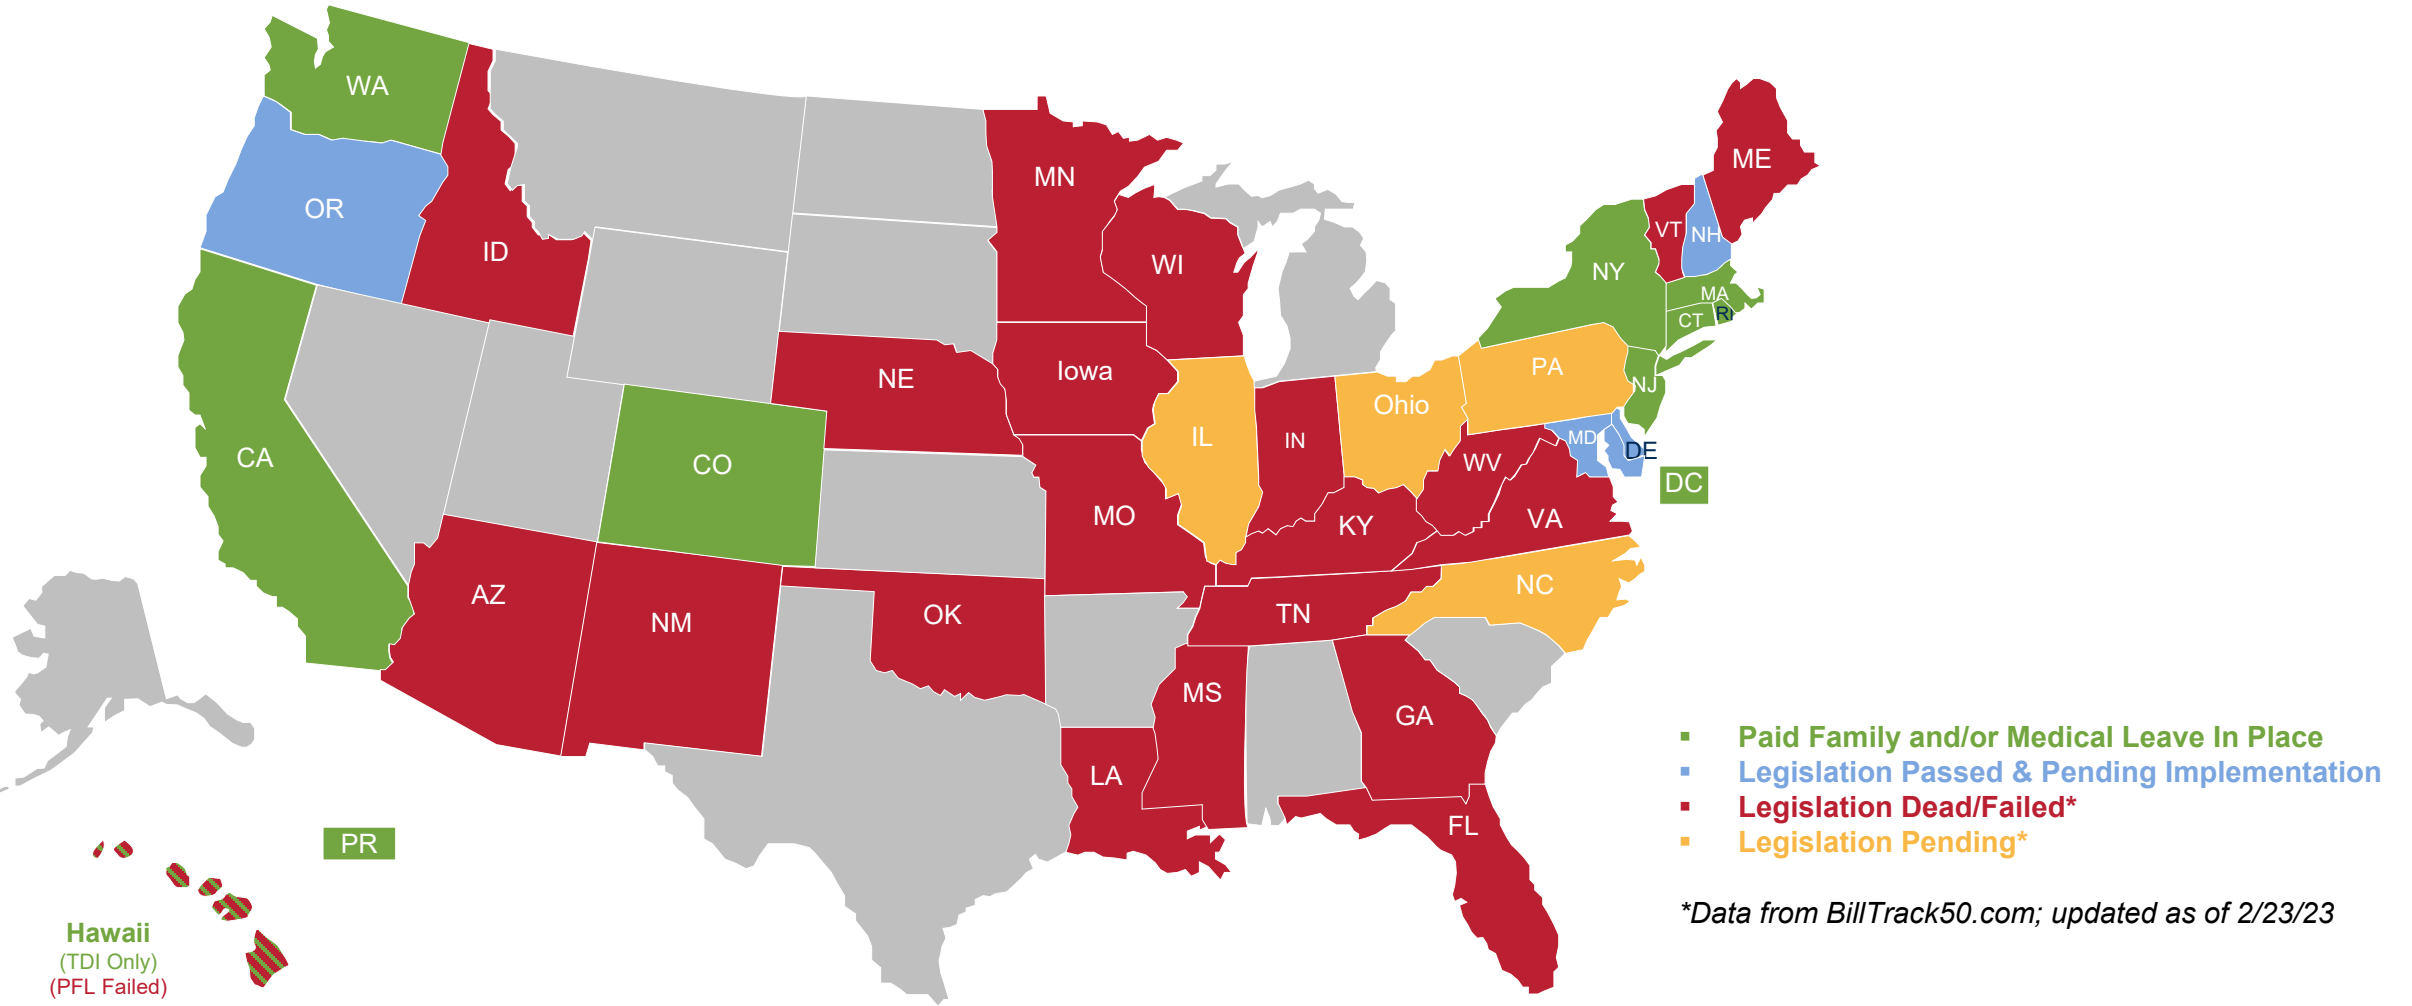 WA
ME
MN
OR
VT
NH
ID
WI
NY
MA
RI
CT
Iowa
PA
NE
NJ
Ohio
IL
IN
MD
DE
CA
CO
WV
DC
MO
KY
VA
AZ
NC
NM
OK
TN
MS
GA
LA
FL
PR
Hawaii
(TDI Only)
(PFL Failed)
▪ Paid Family and/or Medical Leave In Place
▪ Legislation Passed & Pending Implementation
▪ Legislation Dead/Failed*
▪ Legislation Pending*
*Data from BillTrack50.com; updated as of 2/23/23